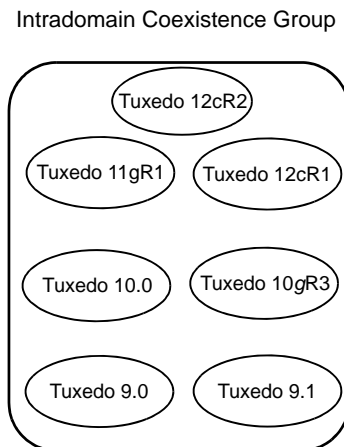 Intradomain Coexistence Group
Tuxedo 12cR2
Tuxedo 11gR1
Tuxedo 12cR1
Tuxedo 10.0
Tuxedo 10gR3
Tuxedo 9.0
Tuxedo 9.1